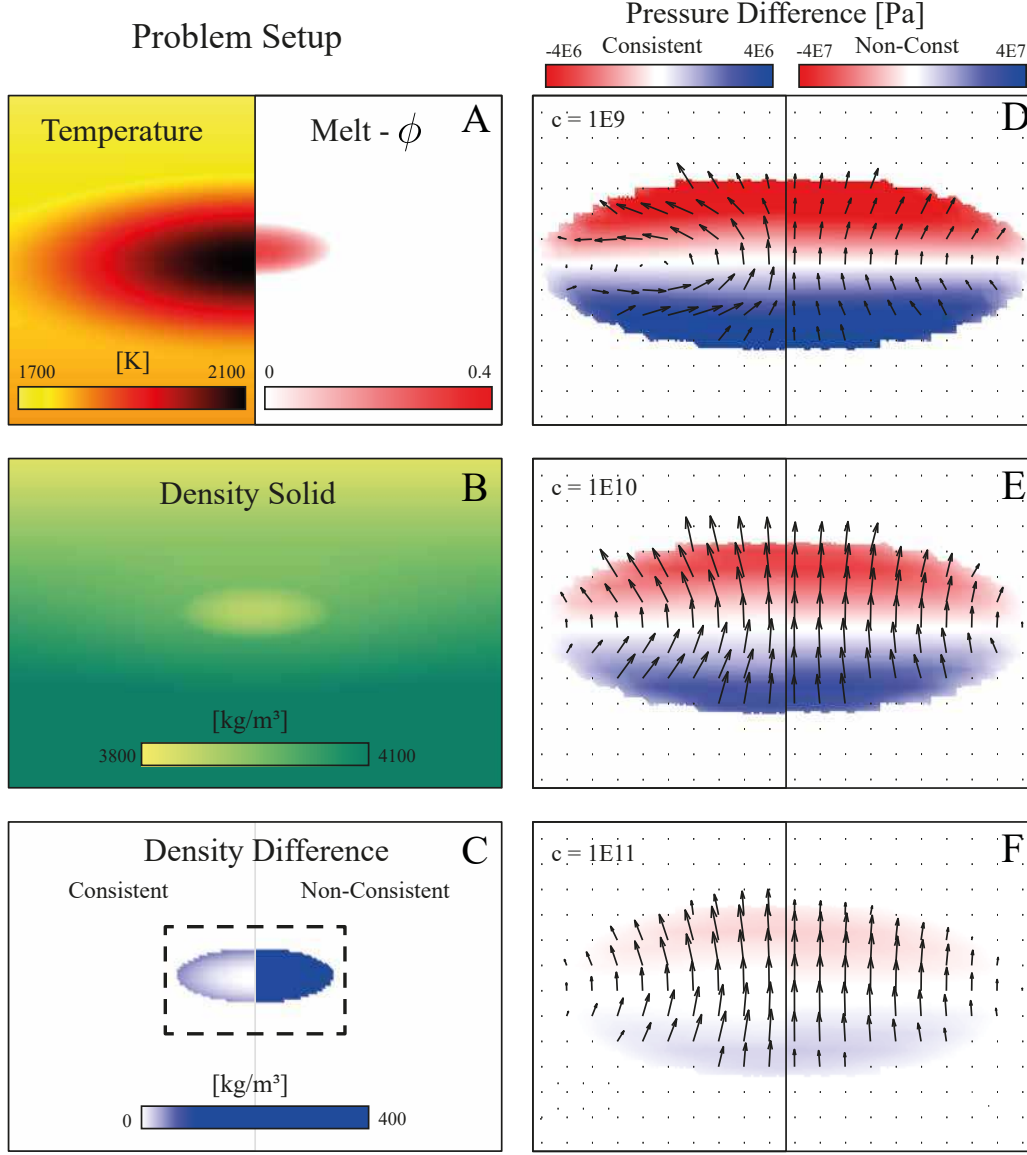 Problem Setup
Pressure Difference [Pa]
-4E6 Consistent 4E6 -4E7 Non-Const 4E7
Temperature
Melt - ϕ
A
[K]
1700 2100
0 0.4
Density Solid
B
[kg/m³]
3800 4100
Density Difference
C
Consistent Non-Consistent
[kg/m³]
0 400
c = 1E9
D
c = 1E10
E
c = 1E11
F